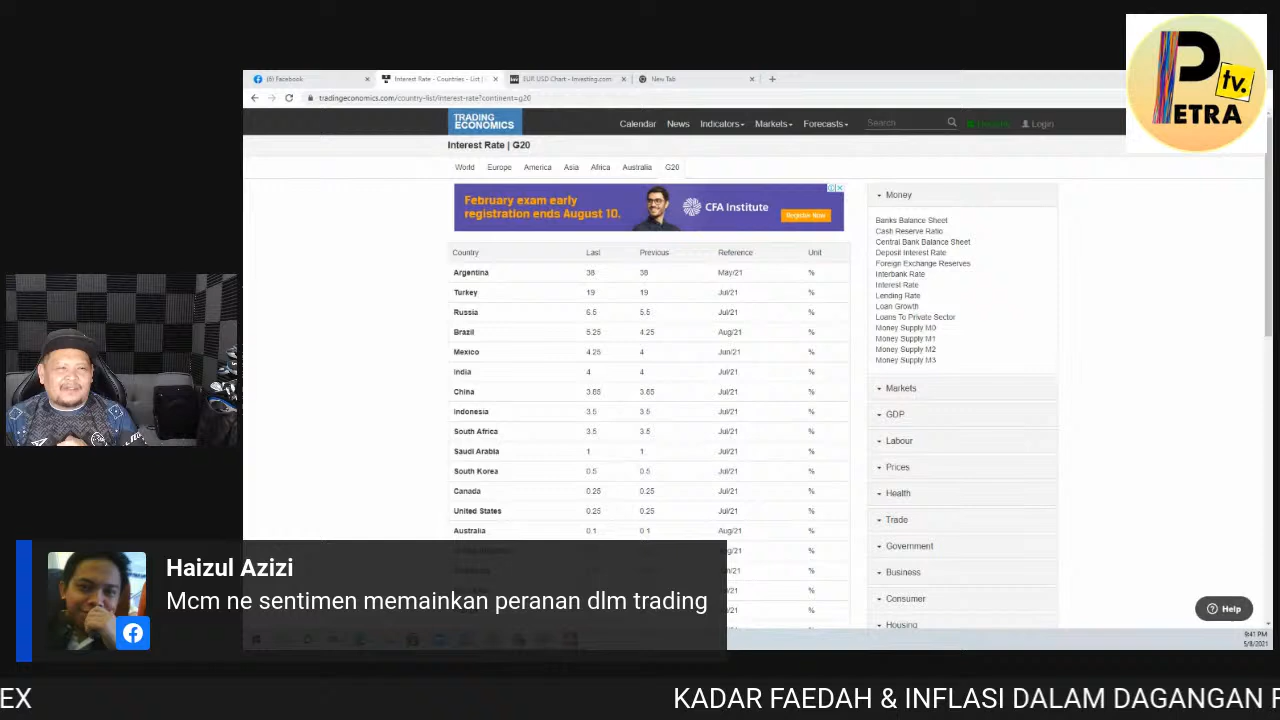 P
tv.
ETRA
(6) Facebook
Interest Rate - Countries - List |
EUR USD Chart - Investing.com
New Tab
tradingeconomics.com/country-list/interest-rate?continent=g20
TRADING
ECONOMICS
Calendar News Indicators Markets Forecasts
Search
Login
Interest Rate | G20
World Europe America Asia Africa Australia G20
February exam early
registration ends August 10.
CFA Institute
Register Now
Country Last Previous Reference Unit
Argentina 38 38 May/21 %
Turkey 19 19 Jul/21 %
Russia 6.5 5.5 Jul/21 %
Brazil 5.25 4.25 Aug/21 %
Mexico 4.25 4 Jun/21 %
India 4 4 Jul/21 %
China 3.85 3.85 Jul/21 %
Indonesia 3.5 3.5 Jul/21 %
South Africa 3.5 3.5 Jul/21 %
Saudi Arabia 1 1 Jul/21 %
South Korea 0.5 0.5 Jul/21 %
Canada 0.25 0.25 Jul/21 %
United States 0.25 0.25 Jul/21 %
Australia 0.1 0.1 Aug/21 %
%
%
%
%
Money
Banks Balance Sheet
Cash Reserve Ratio
Central Bank Balance Sheet
Deposit Interest Rate
Foreign Exchange Reserves
Interbank Rate
Interest Rate
Lending Rate
Loan Growth
Loans To Private Sector
Money Supply M0
Money Supply M1
Money Supply M2
Money Supply M3
Markets
GDP
Labour
Prices
Health
Trade
Government
Business
Consumer
Housing
Help
Haizul Azizi
Mcm ne sentimen memainkan peranan dlm trading
8:41 PM
5/8/2021
EX
KADAR FAEDAH & INFLASI DALAM DAGANGAN